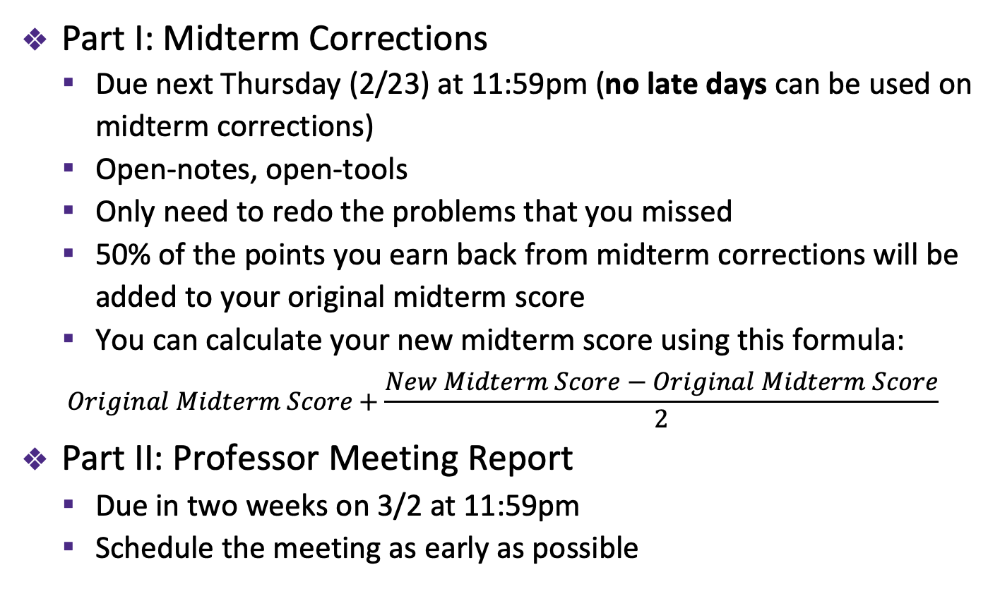 ❖ Part I: Midterm Corrections
▪ Due next Thursday (2/23) at 11:59pm (no late days can be used on
midterm corrections)
▪ Open-notes, open-tools
▪ Only need to redo the problems that you missed
▪ 50% of the points you earn back from midterm corrections will be
added to your original midterm score
▪ You can calculate your new midterm score using this formula:
New Midterm Score − Original Midterm Score
Original Midterm Score +
2
❖ Part II: Professor Meeting Report
▪ Due in two weeks on 3/2 at 11:59pm
▪ Schedule the meeting as early as possible